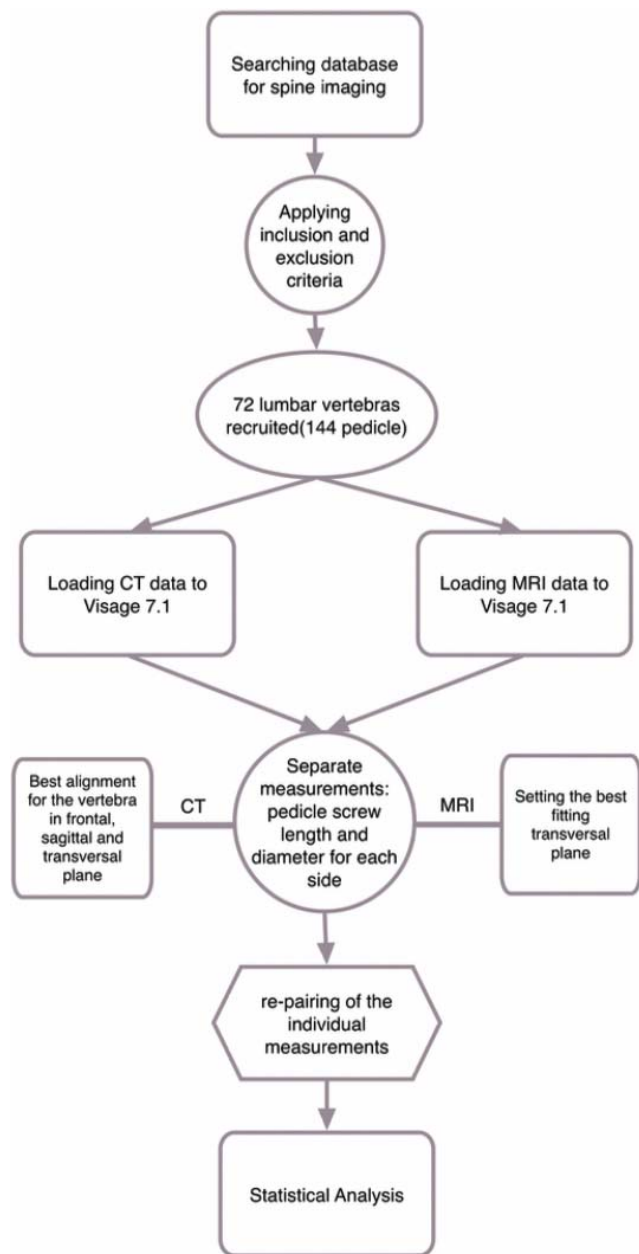 Searching database
for spine imaging
Applying
inclusion and
exclusion
criteria
72 lumbar vertebras
recruited(144 pedicle)
Loading CT data to
Visage 7.1
Loading MRI data to
Visage 7.1
Best alignment
for the vertebra
in frontal,
sagittal and
transversal
plane
CT
Separate
measurements:
pedicle screw
length and
diameter for each
side
MRI
Setting the best
fitting
transversal
plane
re-pairing of the
individual
measurements
Statistical Analysis